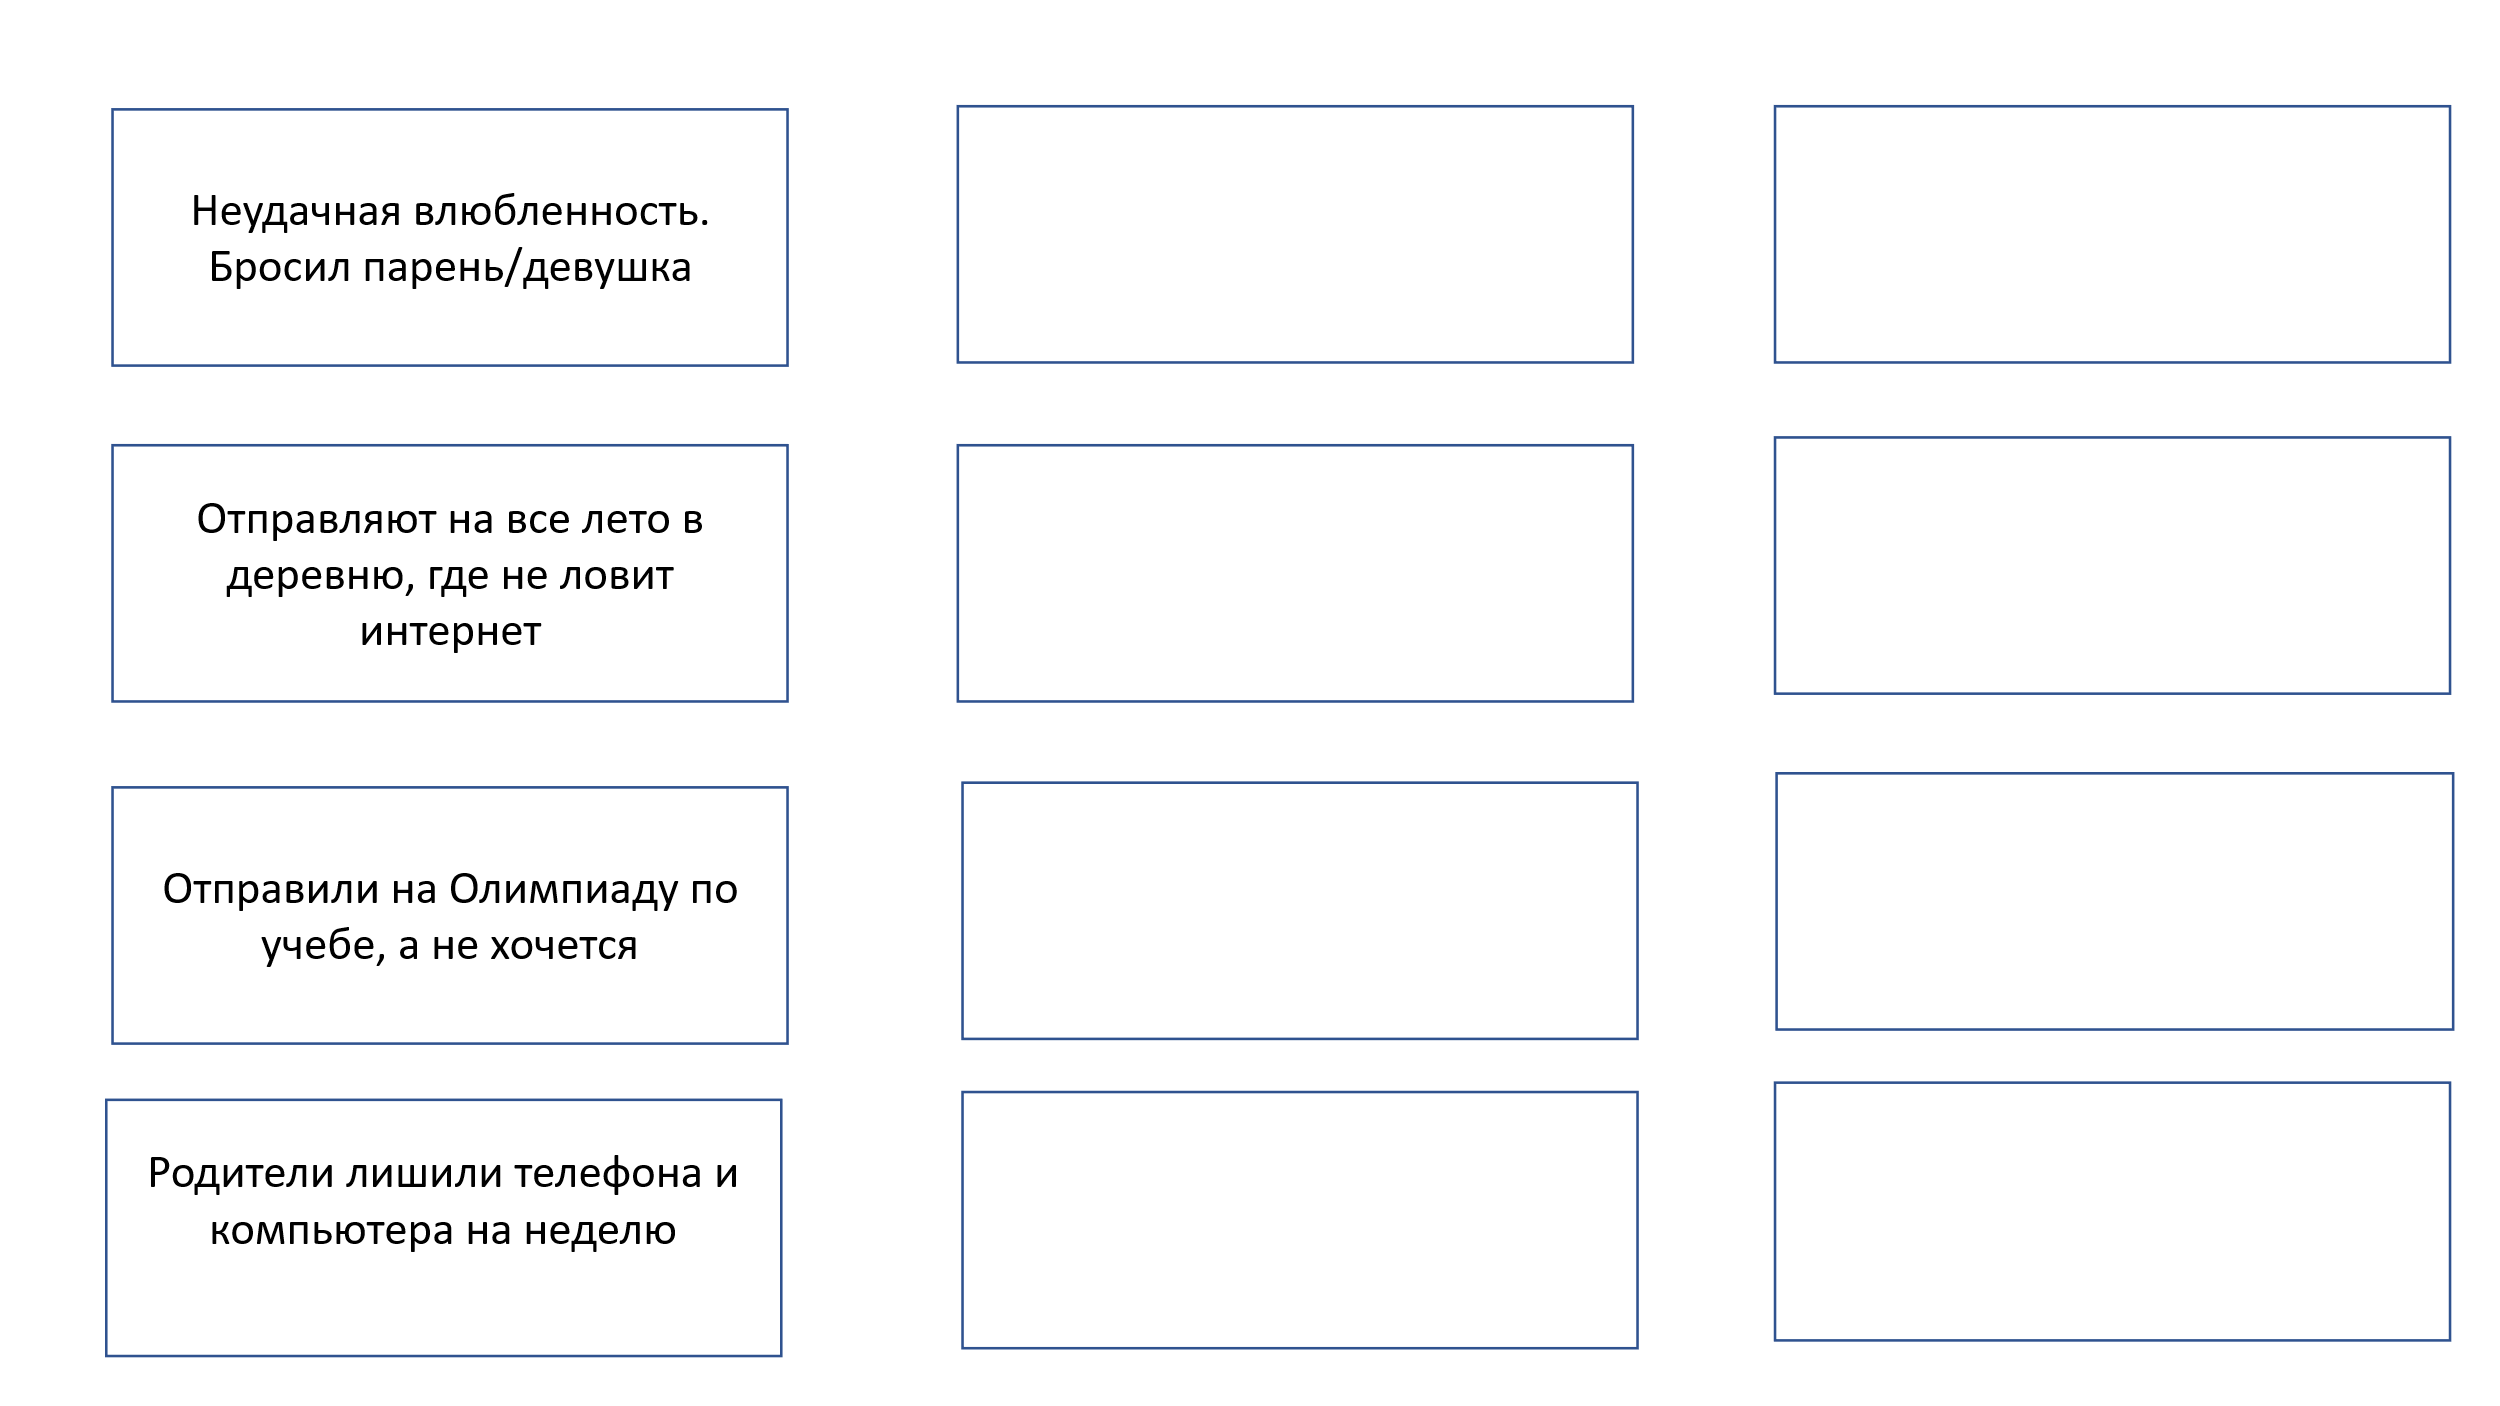 Неудачная влюбленность.
Бросил парень/девушка
Отправляют на все лето в
деревню, где не ловит
интернет
Отправили на Олимпиаду по
учебе, а не хочется
Родители лишили телефона и
компьютера на неделю